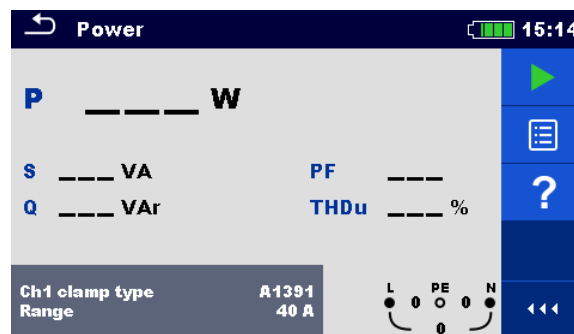 Power 15:14
P ___ W
S ___ VA PF ___
Q ___ VAr THDu ___ %
?
Ch1 clamp type A1391
Range 40 A
L PE N
0 0
0